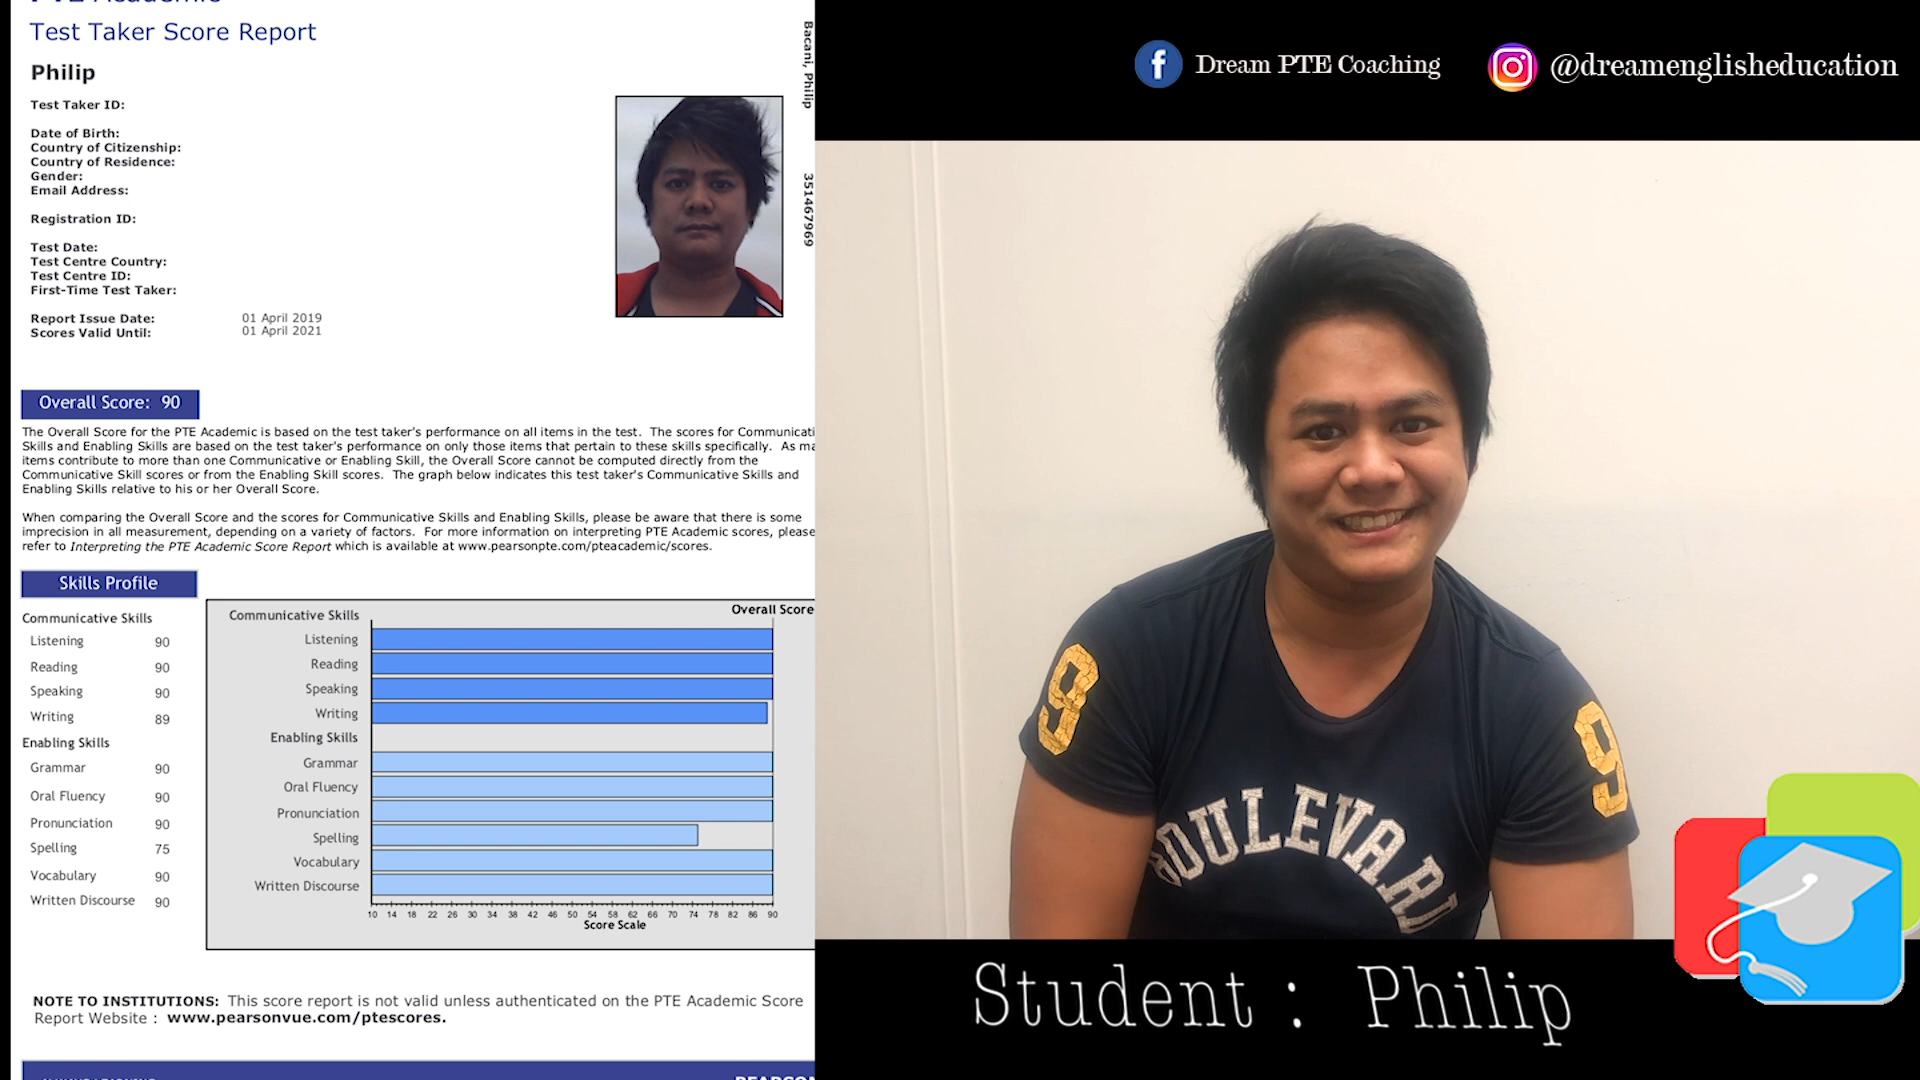 PTE Academic
Test Taker Score Report
Philip
Test Taker ID:
Date of Birth:
Country of Citizenship:
Country of Residence:
Gender:
Email Address:
Registration ID:
Test Date:
Test Centre Country:
Test Centre ID:
First-Time Test Taker:
Report Issue Date: 01 April 2019
Scores Valid Until: 01 April 2021
Bacani, Philip
351467969
Overall Score: 90
The Overall Score for the PTE Academic is based on the test taker's performance on all items in the test. The scores for Communicati
Skills and Enabling Skills are based on the test taker's performance on only those items that pertain to these skills specifically. As ma
items contribute to more than one Communicative or Enabling Skill, the Overall Score cannot be computed directly from the
Communicative Skill scores or from the Enabling Skill scores. The graph below indicates this test taker's Communicative Skills and
Enabling Skills relative to his or her Overall Score.
When comparing the Overall Score and the scores for Communicative Skills and Enabling Skills, please be aware that there is some
imprecision in all measurement, depending on a variety of factors. For more information on interpreting PTE Academic scores, please
refer to Interpreting the PTE Academic Score Report which is available at www.pearsonpte.com/pteacademic/scores.
Skills Profile
Communicative Skills
Listening 90
Reading 90
Speaking 90
Writing 89
Enabling Skills
Grammar 90
Oral Fluency 90
Pronunciation 90
Spelling 75
Vocabulary 90
Written Discourse 90
Overall Score
Communicative Skills
Listening
Reading
Speaking
Writing
Enabling Skills
Grammar
Oral Fluency
Pronunciation
Spelling
Vocabulary
Written Discourse
10 14 18 22 26 30 34 38 42 46 50 54 58 62 66 70 74 78 82 86 90
Score Scale
NOTE TO INSTITUTIONS: This score report is not valid unless authenticated on the PTE Academic Score
Report Website : www.pearsonvue.com/ptescores.
PEARSON
Dream PTE Coaching
@dreamenglisheducation
9
9
BOULEVARD
Student : Philip